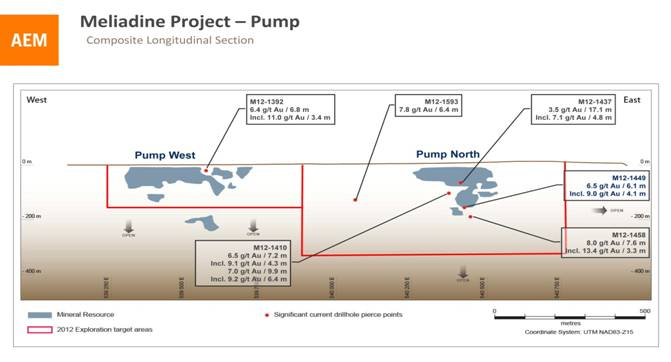 AEM
Meliadine Project – Pump
Composite Longitudinal Section
West
East
M12-1392
6.4 g/t Au / 6.8 m
Incl. 11.0 g/t Au / 3.4 m
M12-1593
7.8 g/t Au / 6.4 m
M12-1437
3.5 g/t Au / 17.1 m
Incl. 7.1 g/t Au / 4.8 m
Pump West
Pump North
0 m
0 m
M12-1449
6.5 g/t Au / 6.1 m
Incl. 9.0 g/t Au / 4.1 m
- 200 m
- 200 m
OPEN
OPEN
OPEN
M12-1410
6.5 g/t Au / 7.2 m
Incl. 9.1 g/t Au / 4.3 m
7.0 g/t Au / 9.9 m
Incl. 9.2 g/t Au / 6.4 m
M12-1458
8.0 g/t Au / 7.6 m
Incl. 13.4 g/t Au / 3.3 m
- 400 m
- 400 m
OPEN
Mineral Resource
2012 Exploration target areas
Significant current drillhole pierce points
0
500
metres
Coordinate System: UTM NAD83-Z15